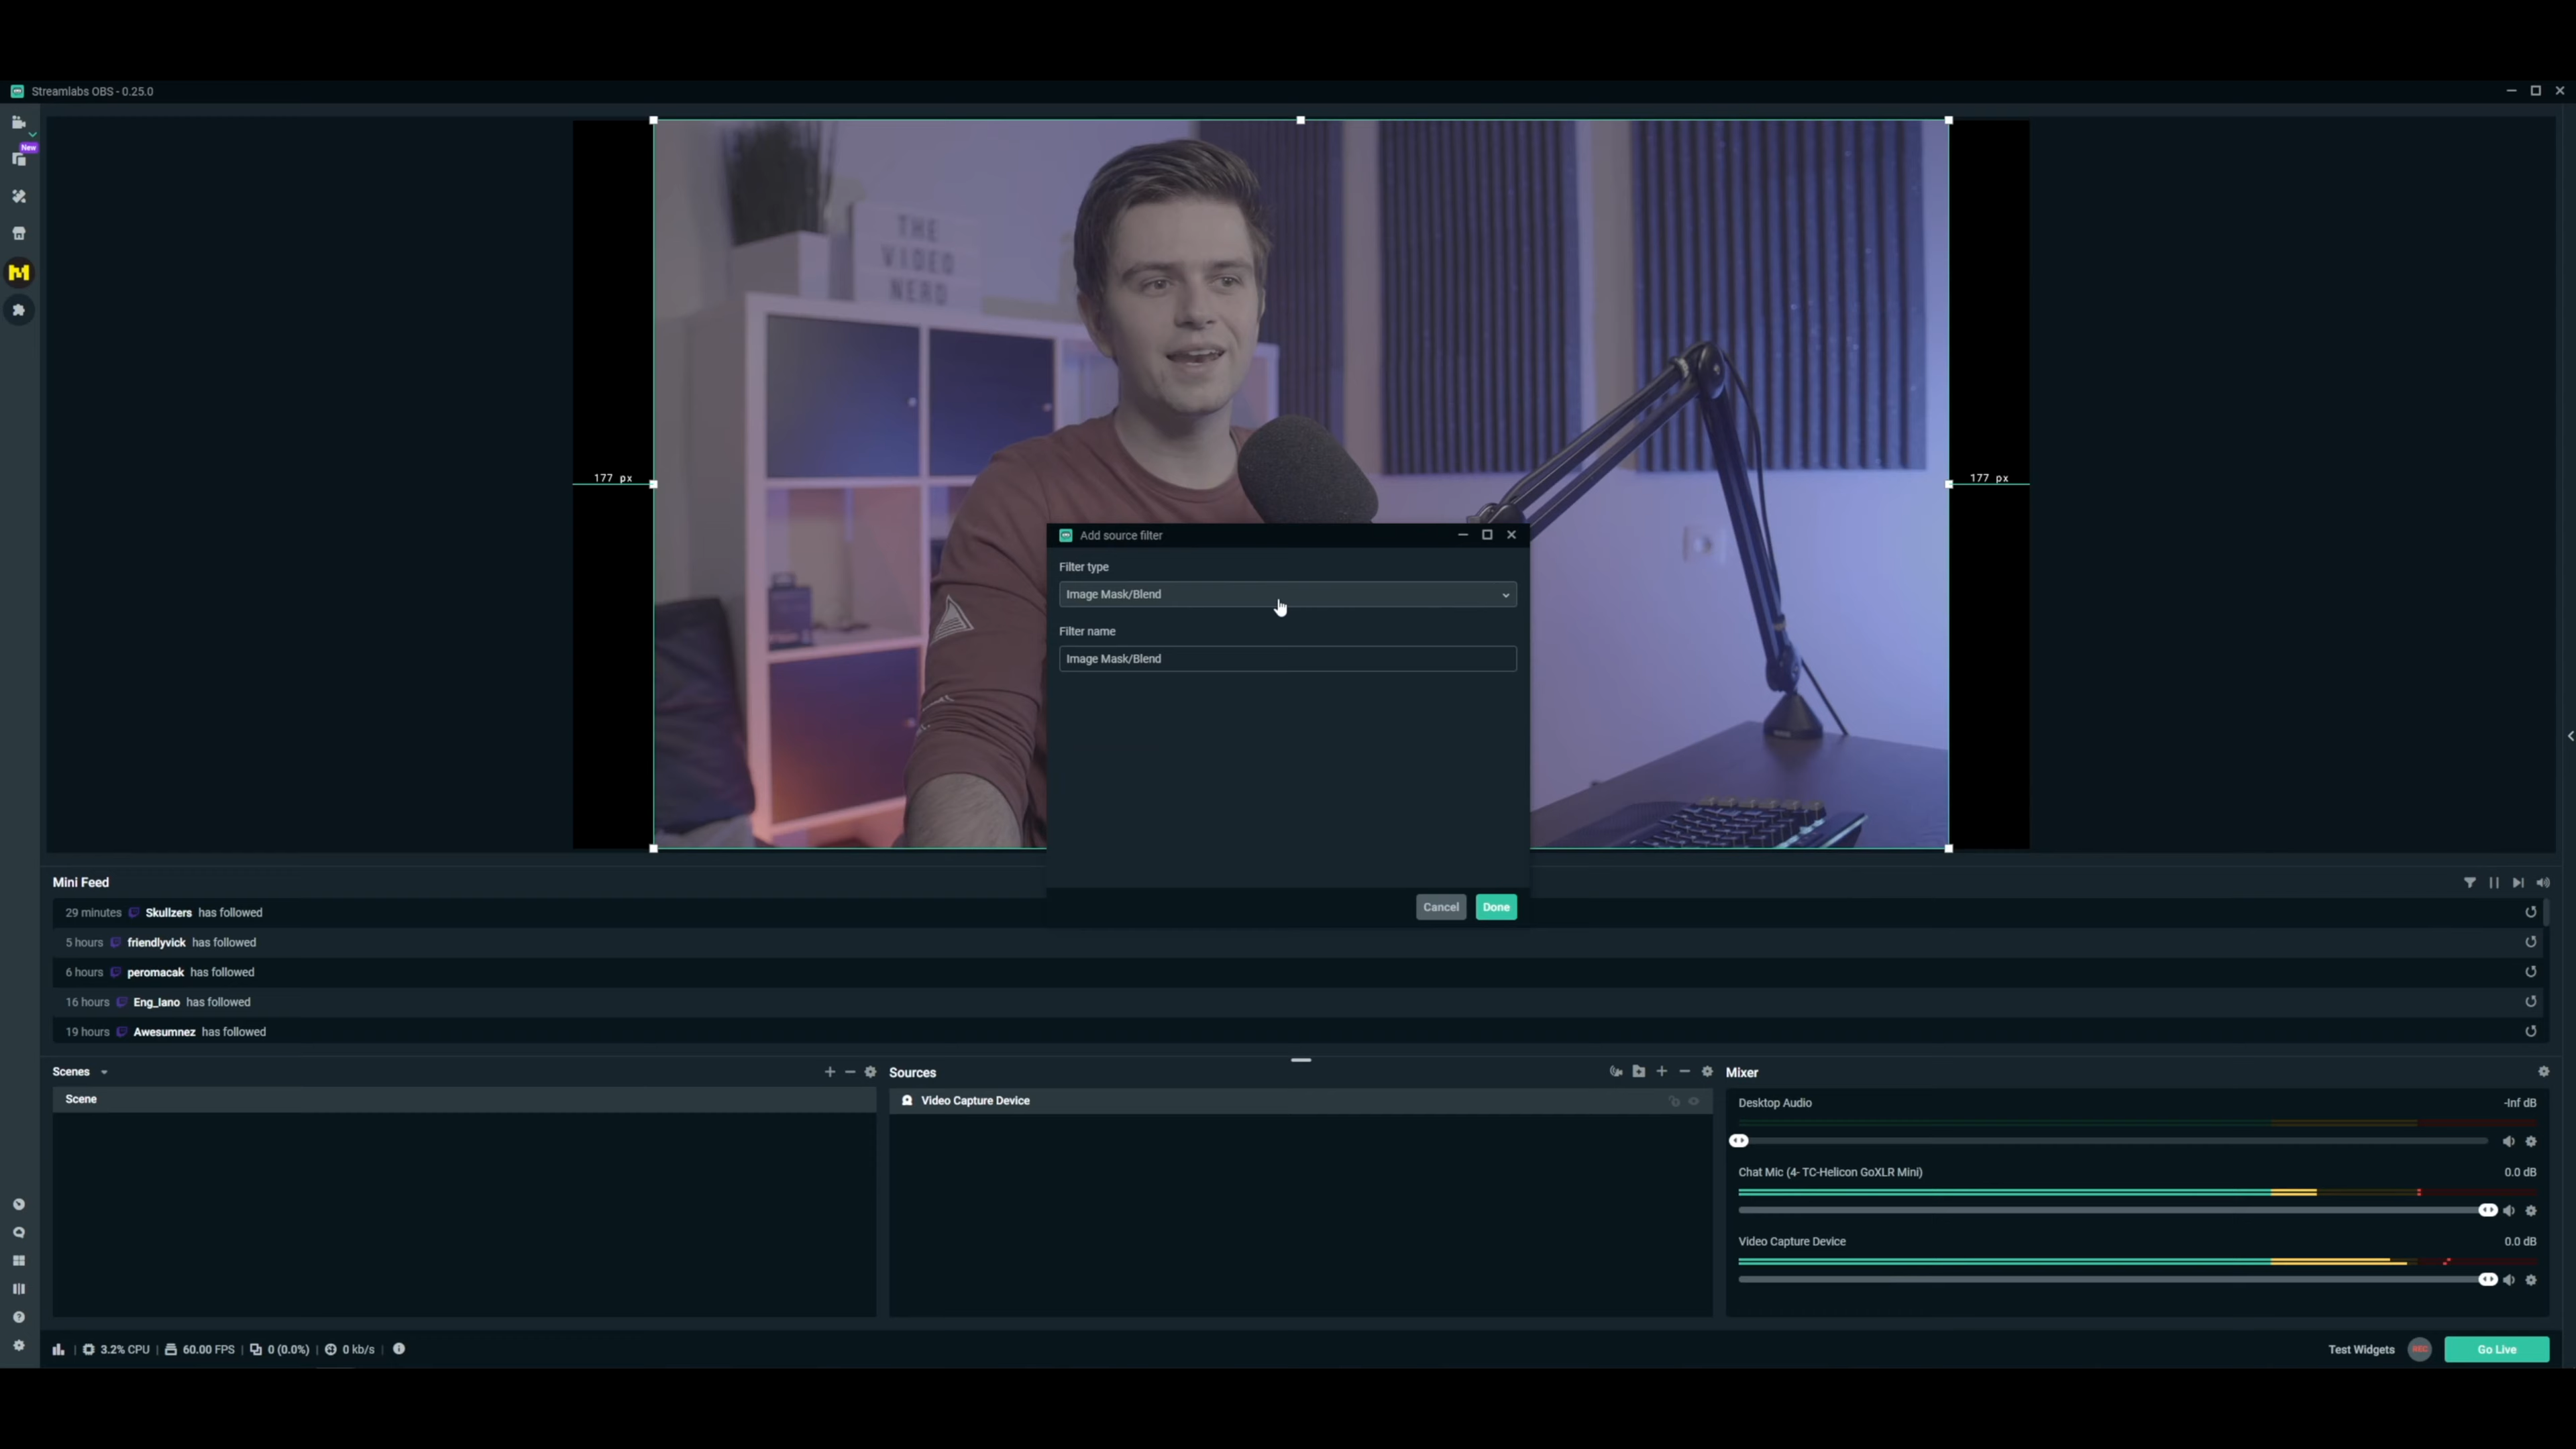 Streamlabs OBS - 0.25.0
New
THE
VIDEO
NERD
177 px
177 px
Add source filter
Filter type
Image Mask/Blend
Filter name
Image Mask/Blend
Cancel
Done
Mini Feed
29 minutes Skullzers has followed
5 hours friendlyvick has followed
6 hours peromacak has followed
16 hours Eng_lano has followed
19 hours Awesumnez has followed
Scenes
Scene
Sources
Video Capture Device
Mixer
Desktop Audio -Inf dB
Chat Mic (4- TC-Helicon GoXLR Mini) 0.0 dB
Video Capture Device 0.0 dB
3.2% CPU
60.00 FPS
0 (0.0%)
0 kb/s
Test Widgets
REC
Go Live